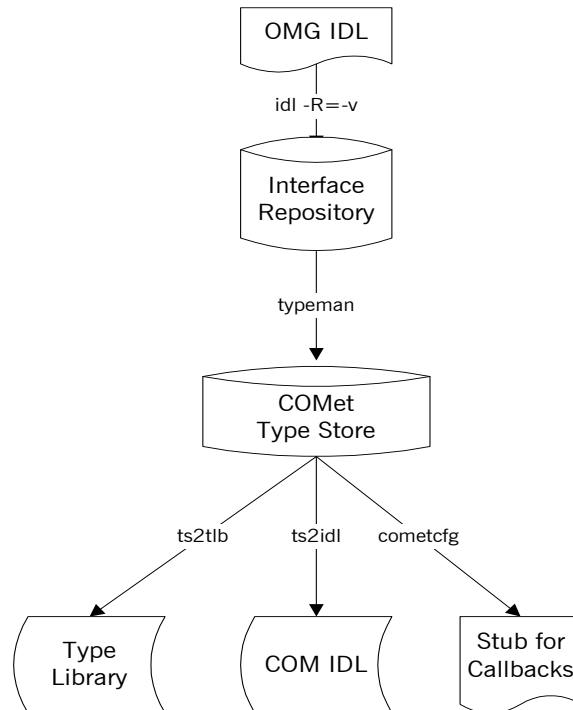 OMG IDL
idl -R=-v
Interface
Repository
typeman
COMet
Type Store
ts2tlb
ts2idl
cometcfg
Type
Library
COM IDL
Stub for
Callbacks